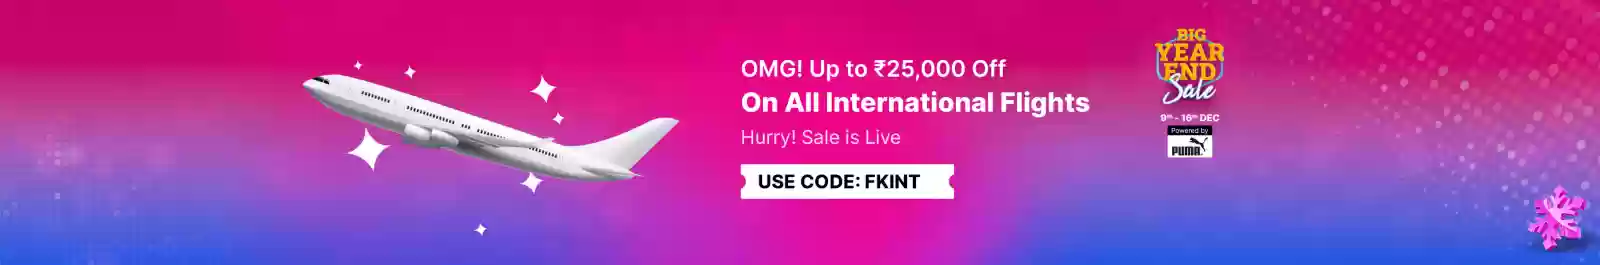 OMG! Up to ₹25,000 Off
On All International Flights
Hurry! Sale is Live
USE CODE: FKINT
BIG
YEAR
END
Sale
9th - 16th DEC
Powered by
PUMA